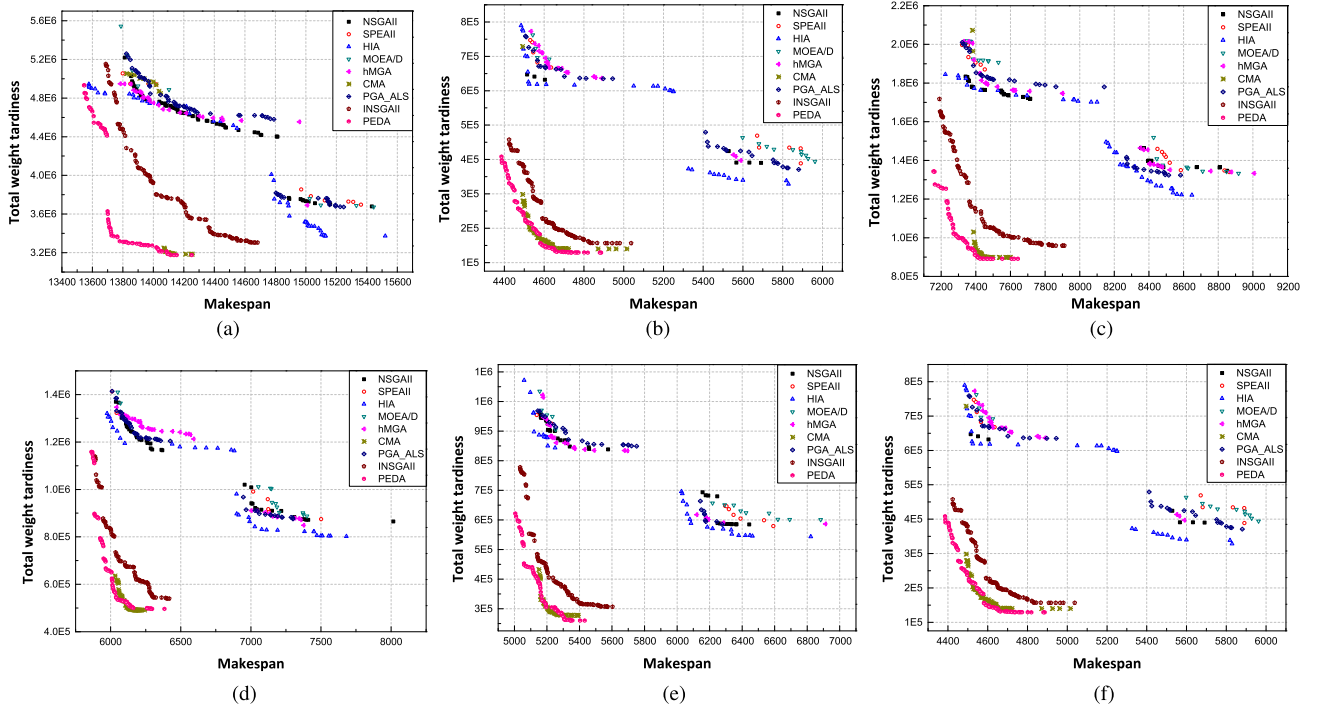 5.6E6
5.2E6
4.8E6
4.4E6
4.0E6
3.6E6
3.2E6
Total weight tardiness
13400 13600 13800 14000 14200 14400 14600 14800 15000 15200 15400 15600
Makespan
NSGAII
SPEAII
HIA
MOEA/D
hMGA
CMA
PGA_ALS
INSGAII
PEDA
(a)
8E5
7E5
6E5
5E5
4E5
3E5
2E5
1E5
Total weight tardiness
4400 4600 4800 5000 5200 5400 5600 5800 6000
Makespan
NSGAII
SPEAII
HIA
MOEA/D
hMGA
CMA
PGA_ALS
INSGAII
PEDA
(b)
2.2E6
2.0E6
1.8E6
1.6E6
1.4E6
1.2E6
1.0E6
8.0E5
Total weight tardiness
7200 7400 7600 7800 8000 8200 8400 8600 8800 9000 9200
Makespan
NSGAII
SPEAII
HIA
MOEA/D
hMGA
CMA
PGA_ALS
INSGAII
PEDA
(c)
1.4E6
1.2E6
1.0E6
8.0E5
6.0E5
4.0E5
Total weight tardiness
6000 6500 7000 7500 8000
Makespan
NSGAII
SPEAII
HIA
MOEA/D
hMGA
CMA
PGA_ALS
INSGAII
PEDA
(d)
1E6
1E6
9E5
8E5
7E5
6E5
5E5
4E5
3E5
Total weight tardiness
5000 5200 5400 5600 5800 6000 6200 6400 6600 6800 7000
Makespan
NSGAII
SPEAII
HIA
MOEA/D
hMGA
CMA
PGA_ALS
INSGAII
PEDA
(e)
8E5
7E5
6E5
5E5
4E5
3E5
2E5
1E5
Total weight tardiness
4400 4600 4800 5000 5200 5400 5600 5800 6000
Makespan
NSGAII
SPEAII
HIA
MOEA/D
hMGA
CMA
PGA_ALS
INSGAII
PEDA
(f)